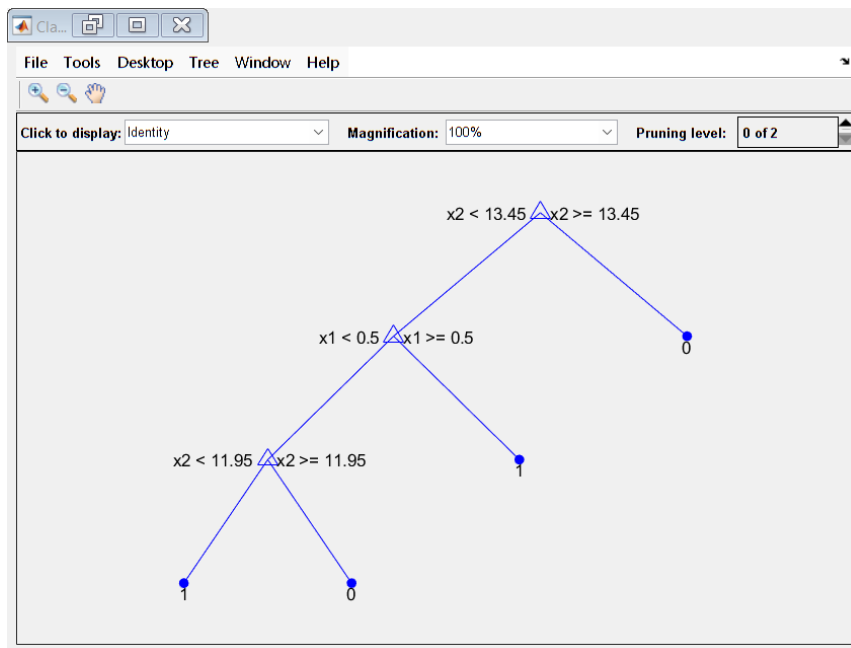 Cla...
File Tools Desktop Tree Window Help
Click to display: Identity Magnification: 100% Pruning level: 0 of 2
x2 < 13.45 x2 >= 13.45
x1 < 0.5 x1 >= 0.5
0
x2 < 11.95 x2 >= 11.95
1
1
0